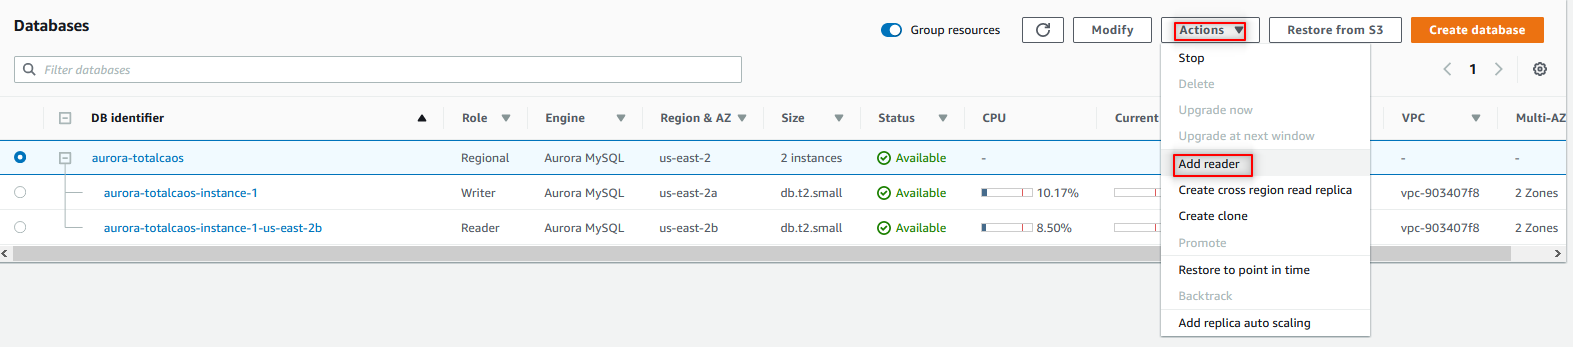 Databases
Group resources
Modify
Actions
Restore from S3
Create database
Filter databases
1
Stop
Delete
Upgrade now
Upgrade at next window
Add reader
Create cross region read replica
Create clone
Promote
Restore to point in time
Backtrack
Add replica auto scaling
DB identifier Role Engine Region & AZ Size Status CPU Current VPC Multi-AZ
aurora-totalcaos Regional Aurora MySQL us-east-2 2 instances Available - - -
aurora-totalcaos-instance-1 Writer Aurora MySQL us-east-2a db.t2.small Available 10.17% vpc-903407f8 2 Zones
aurora-totalcaos-instance-1-us-east-2b Reader Aurora MySQL us-east-2b db.t2.small Available 8.50% vpc-903407f8 2 Zones